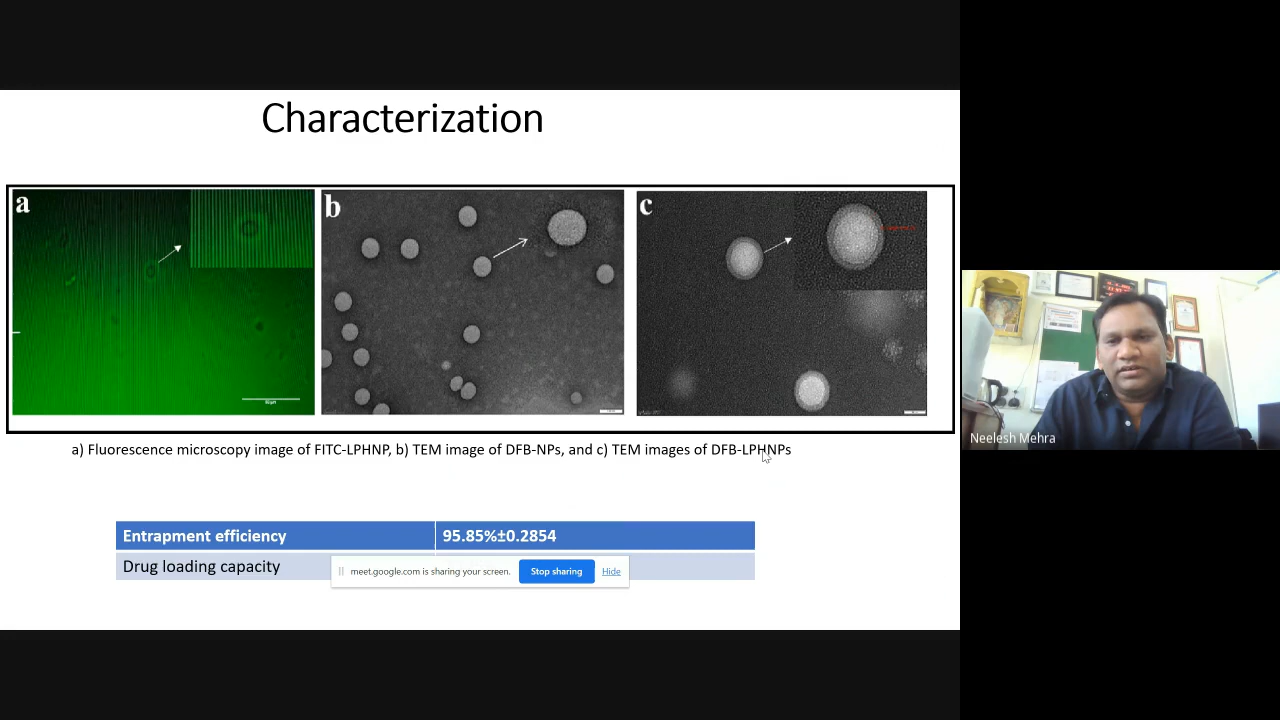 Characterization
a
b
c
a) Fluorescence microscopy image of FITC-LPHNP, b) TEM image of DFB-NPs, and c) TEM images of DFB-LPHNPs
Entrapment efficiency 95.85%±0.2854
Drug loading capacity
meet.google.com is sharing your screen. Stop sharing Hide
Neelesh Mehra